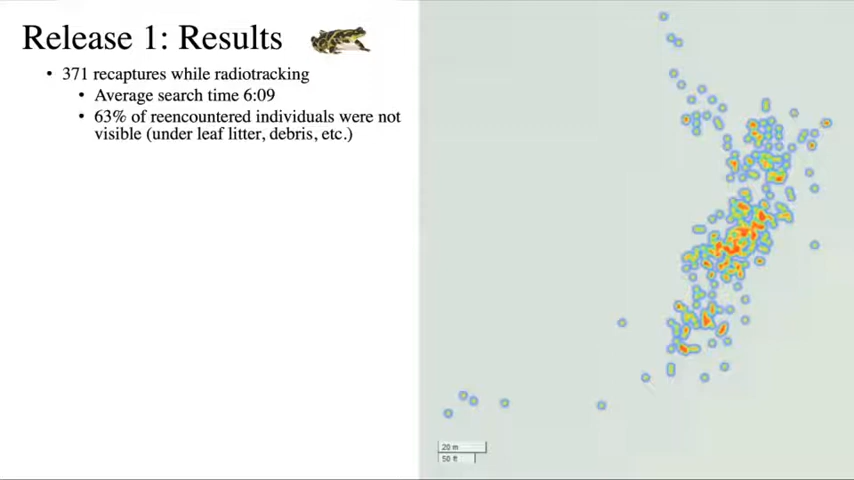 Release 1: Results
• 371 recaptures while radiotracking
• Average search time 6:09
• 63% of reencountered individuals were not
visible (under leaf litter, debris, etc.)
20 m
50 ft